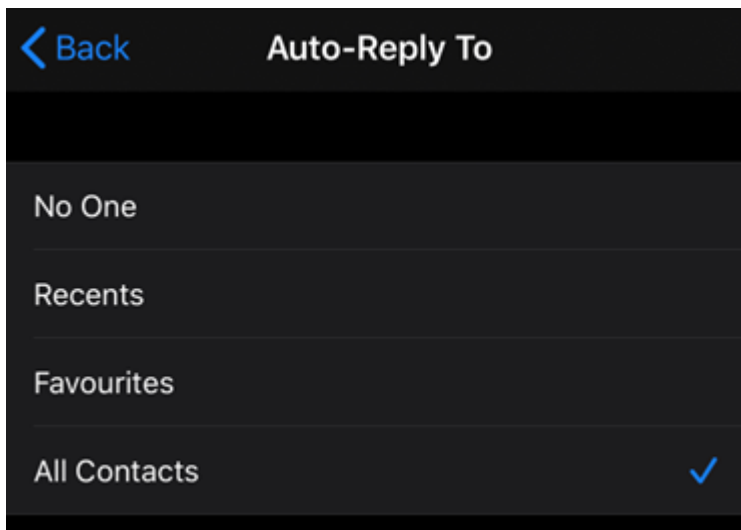 Back
Auto-Reply To
No One
Recents
Favourites
All Contacts